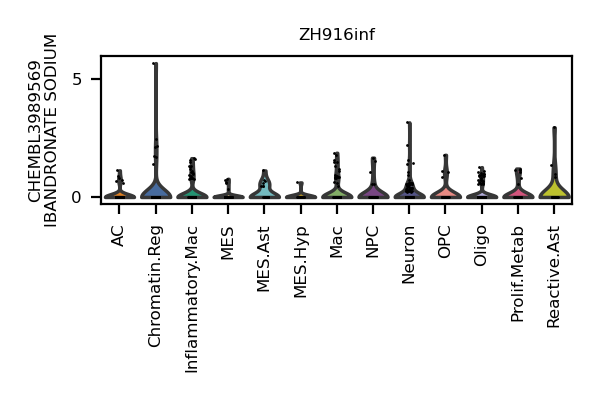 ZH916inf
CHEMBL3989569
IBANDRONATE SODIUM
5
0
AC
Chromatin.Reg
Inflammatory.Mac
MES
MES.Ast
MES.Hyp
Mac
NPC
Neuron
OPC
Oligo
Prolif.Metab
Reactive.Ast